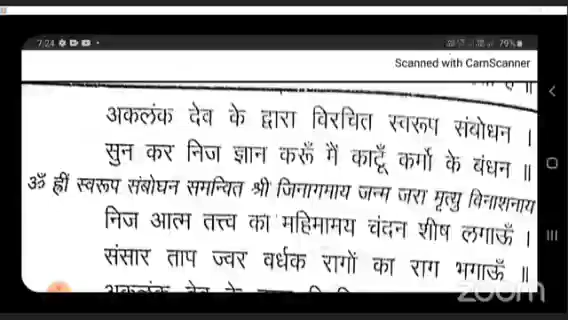 7:24
79%
Scanned with CamScanner
अकलंक देव के द्वारा विरचित स्वरूप संबोधन ।
सुन कर निज ज्ञान करूँ मैं काटूँ कर्मो के बंधन ॥
ॐ ह्रीं स्वरूप संबोधन समन्वित श्री जिनागमाय जन्म जरा मृत्यु विनाशनाय
निज आत्म तत्त्व का महिमामय चंदन शीष लगाऊँ ।
संसार ताप ज्वर वर्धक रागों का राग भगाऊँ ॥
अकलंक देव के द्वारा
zoom